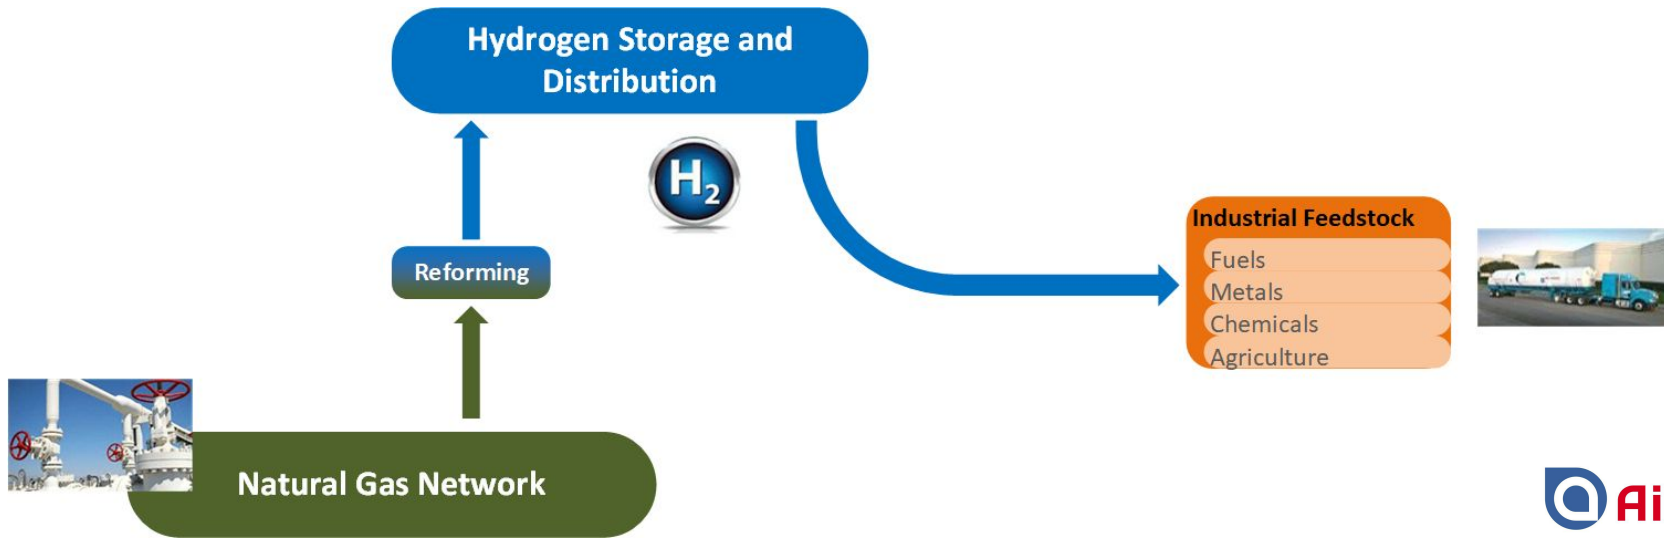 Hydrogen Storage and
Distribution
H2
Reforming
Industrial Feedstock
Fuels
Metals
Chemicals
Agriculture
Natural Gas Network
Ai